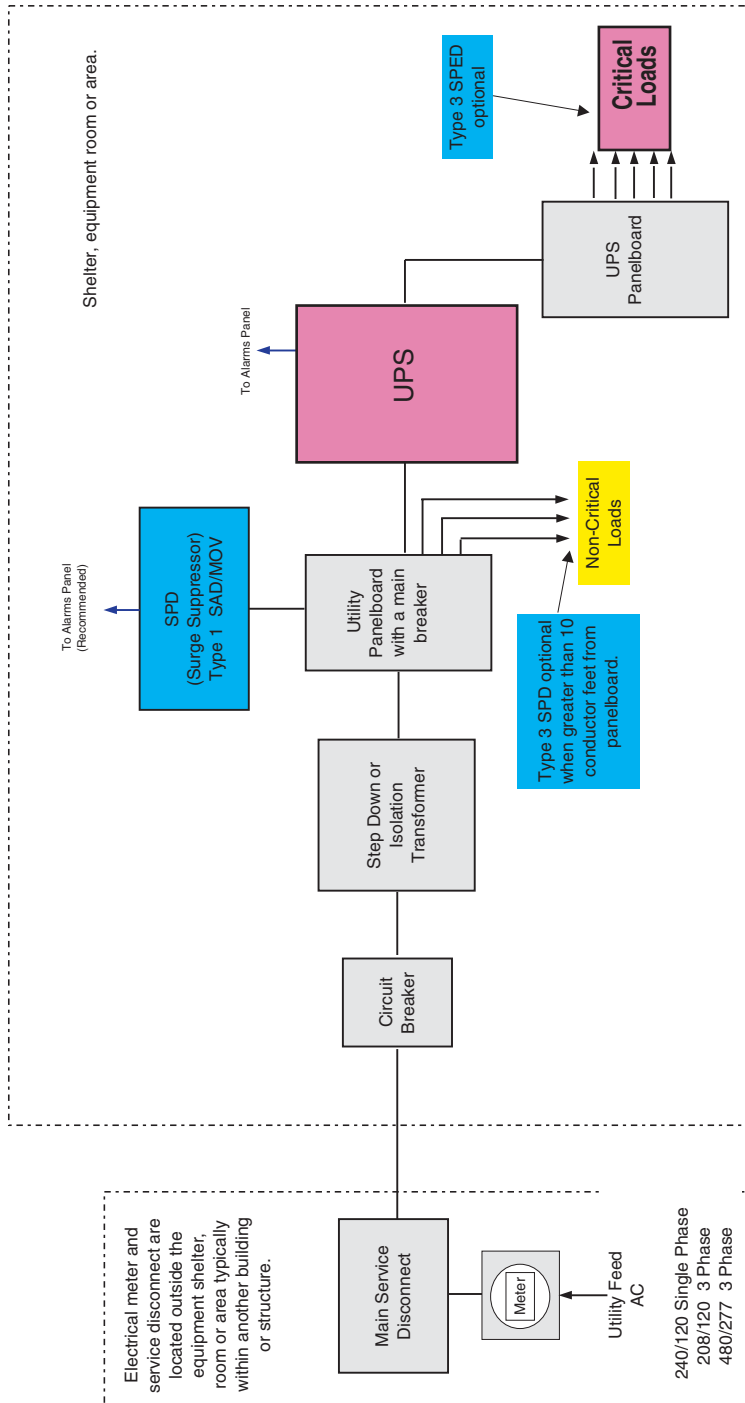 Electrical meter and
service disconnect are
located outside the
equipment shelter,
room or area typically
within another building
or structure.
Main Service
Disconnect
Meter
Utility Feed
AC
240/120 Single Phase
208/120 3 Phase
480/277 3 Phase
Shelter, equipment room or area.
Circuit
Breaker
Step Down or
Isolation
Transformer
To Alarms Panel
(Recommended)
SPD
(Surge Suppressor)
Type 1 SAD/MOV
Utility
Panelboard
with a main
breaker
Type 3 SPD optional
when greater than 10
conductor feet from
panelboard.
Non-Critical
Loads
To Alarms Panel
UPS
UPS
Panelboard
Type 3 SPED
optional
Critical
Loads